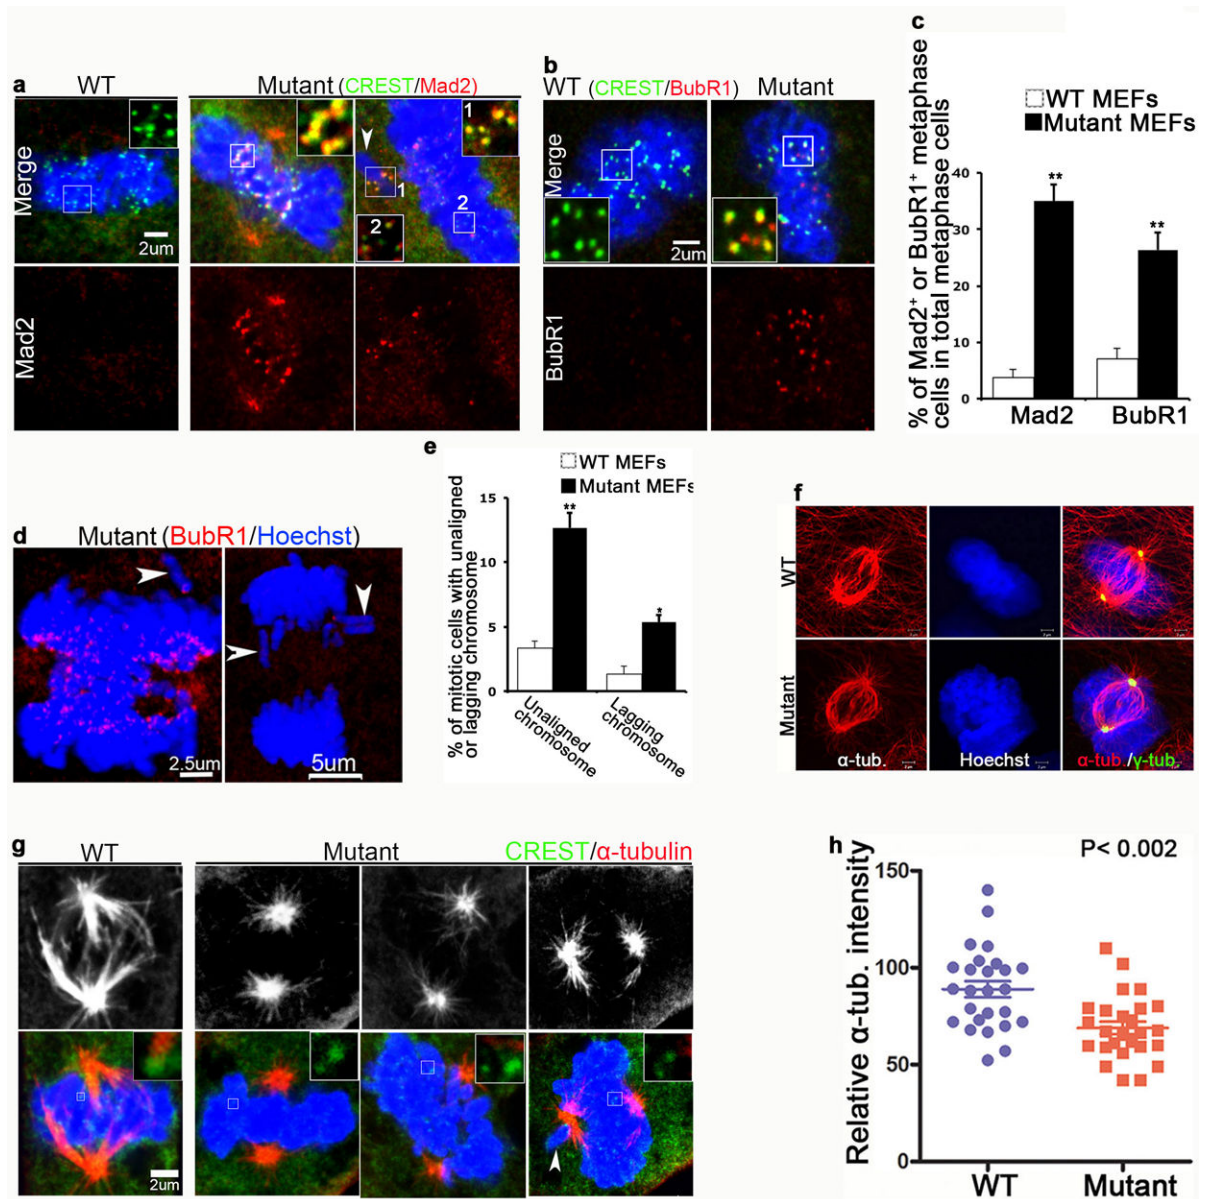 a
WT
Mutant (CREST/Mad2)
Merge
2um
1
1
2
2
Mad2
b
WT (CREST/BubR1) Mutant
Merge
2um
BubR1
c
% of Mad2+ or BubR1+ metaphase
cells in total metaphase cells
WT MEFs
Mutant MEFs
40
30
20
10
0
**
**
Mad2
BubR1
d
Mutant (BubR1/Hoechst)
2.5um
5um
e
WT MEFs
Mutant MEFs
% of mitotic cells with unaligned
or lagging chromosome
15
10
5
0
**
*
Unaligned
chromosome
Lagging
chromosome
f
WT
Mutant
α-tub.
Hoechst
α-tub./γ-tub
g
WT
Mutant
CREST/α-tubulin
2um
h
P< 0.002
Relative α-tub. intensity
150
100
50
0
WT
Mutant